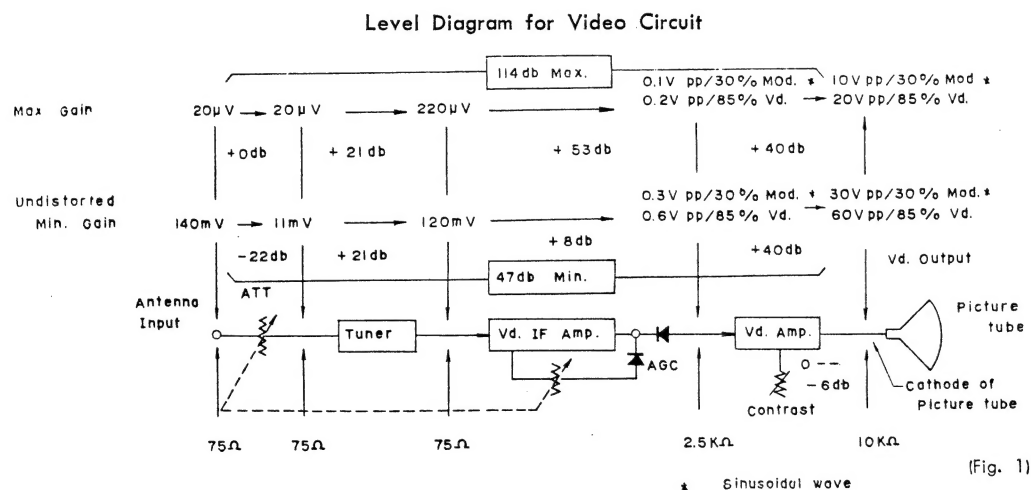 Level Diagram for Video Circuit
114db Max.
0.1V pp/30% Mod. * 10V pp/30% Mod *
Max Gain 20μV 20μV 220μV 0.2V pp/85% Vd. 20V pp/85% Vd.
+0db +21db +53db +40db
Undistorted
Min. Gain
0.3V pp/30% Mod. * 30V pp/30% Mod. *
140mV 11mV 120mV 0.6V pp/85% Vd. 60V pp/85% Vd.
-22db +21db +8db +40db
Vd. Output
47db Min.
ATT
Antenna
Input
Tuner
Vd. IF Amp.
AGC
Vd. Amp.
Picture
tube
0 ---
-6db
Contrast
Cathode of
Picture tube
75Ω 75Ω 75Ω 2.5KΩ 10KΩ
(Fig. 1)
* Sinusoidal wave